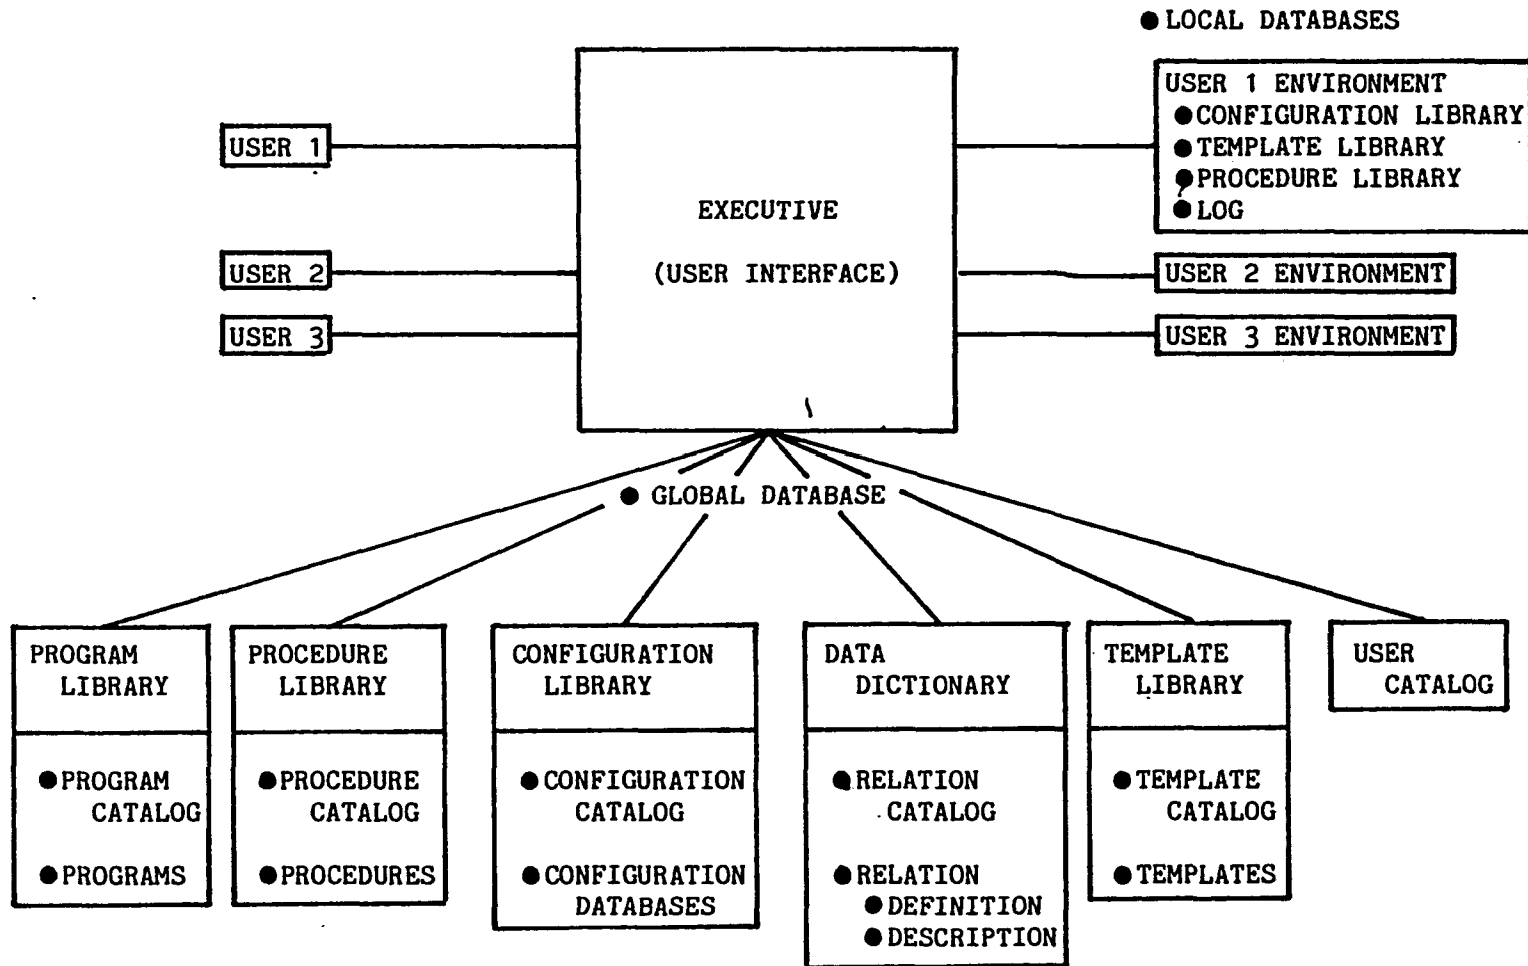 ● LOCAL DATABASES
USER 1 ENVIRONMENT
● CONFIGURATION LIBRARY
● TEMPLATE LIBRARY
● PROCEDURE LIBRARY
● LOG
USER 1
EXECUTIVE
(USER INTERFACE)
USER 2
USER 2 ENVIRONMENT
USER 3
USER 3 ENVIRONMENT
● GLOBAL DATABASE
PROGRAM
LIBRARY
● PROGRAM
CATALOG
● PROGRAMS
PROCEDURE
LIBRARY
● PROCEDURE
CATALOG
● PROCEDURES
CONFIGURATION
LIBRARY
● CONFIGURATION
CATALOG
● CONFIGURATION
DATABASES
DATA
DICTIONARY
● RELATION
CATALOG
● RELATION
● DEFINITION
● DESCRIPTION
TEMPLATE
LIBRARY
● TEMPLATE
CATALOG
● TEMPLATES
USER
CATALOG